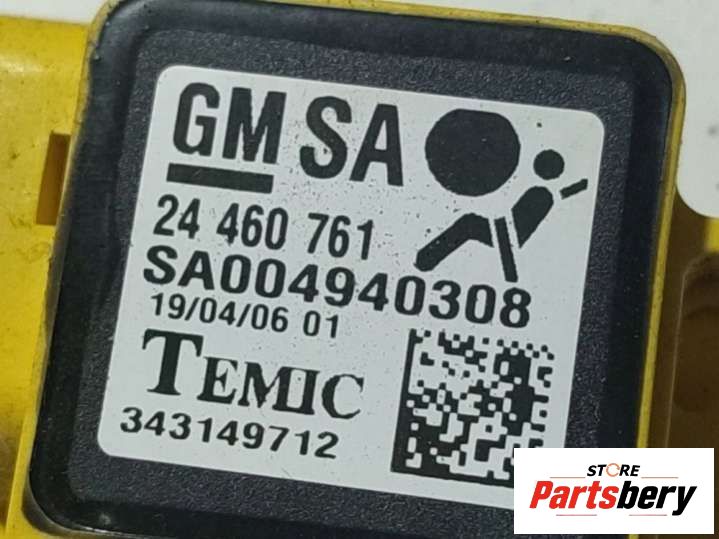 GM SA
24 460 761
SA004940308
19/04/06 01
TEMIC
343149712
STORE
Partsbery